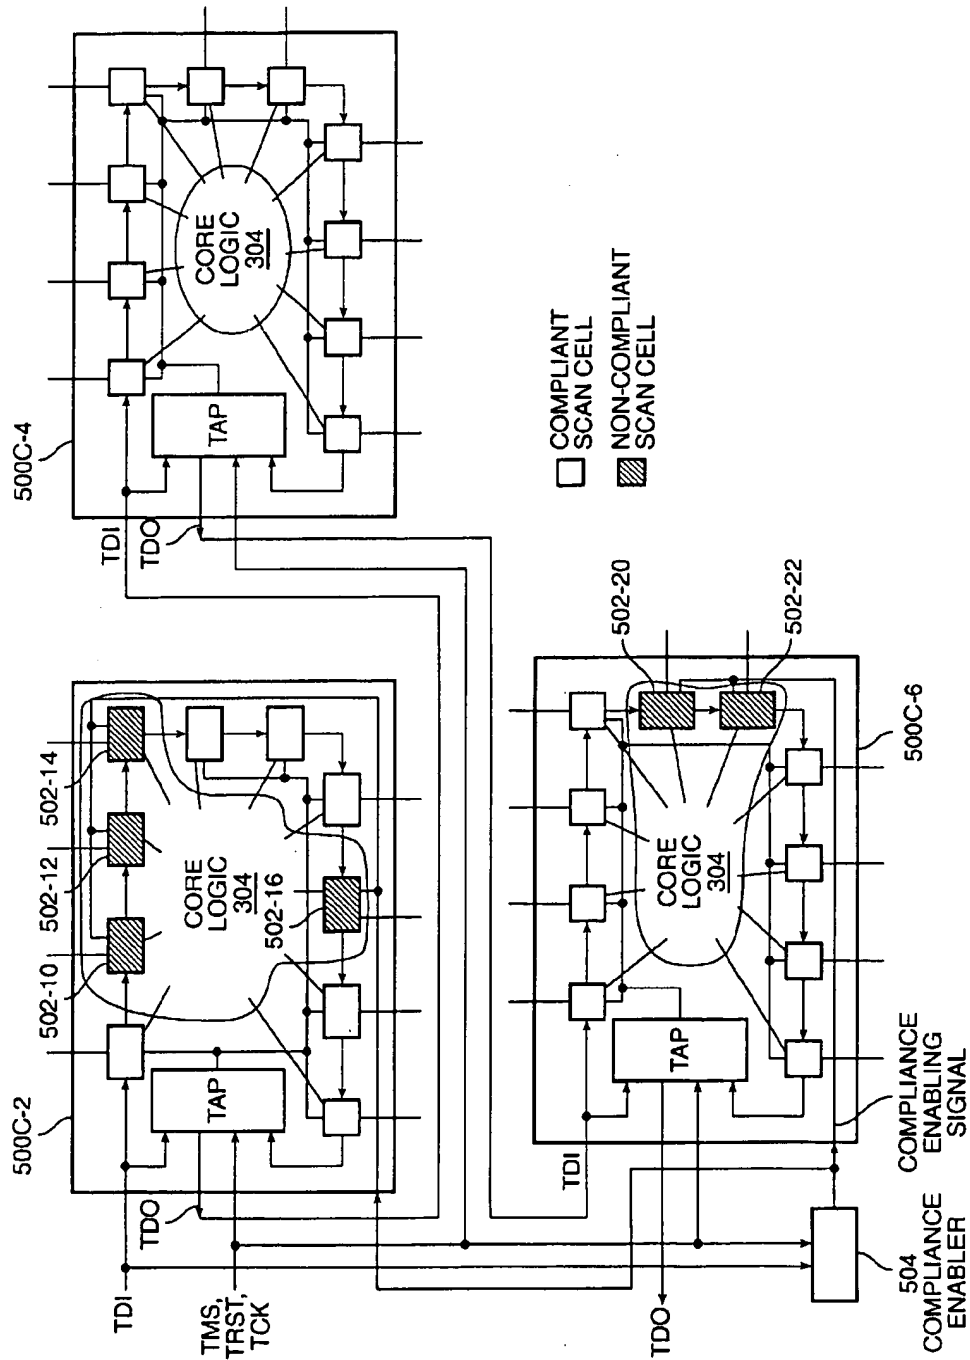 500C-2
502-10
502-12
502-14
CORE
LOGIC
304
502-16
TAP
TDI
TDO
TMS,
TRST,
TCK
500C-4
TDI
TDO
CORE
LOGIC
304
TAP
COMPLIANT
SCAN CELL
NON-COMPLIANT
SCAN CELL
502-20
502-22
CORE
LOGIC
304
TAP
TDI
TDO
500C-6
COMPLIANCE
ENABLING
SIGNAL
504
COMPLIANCE
ENABLER